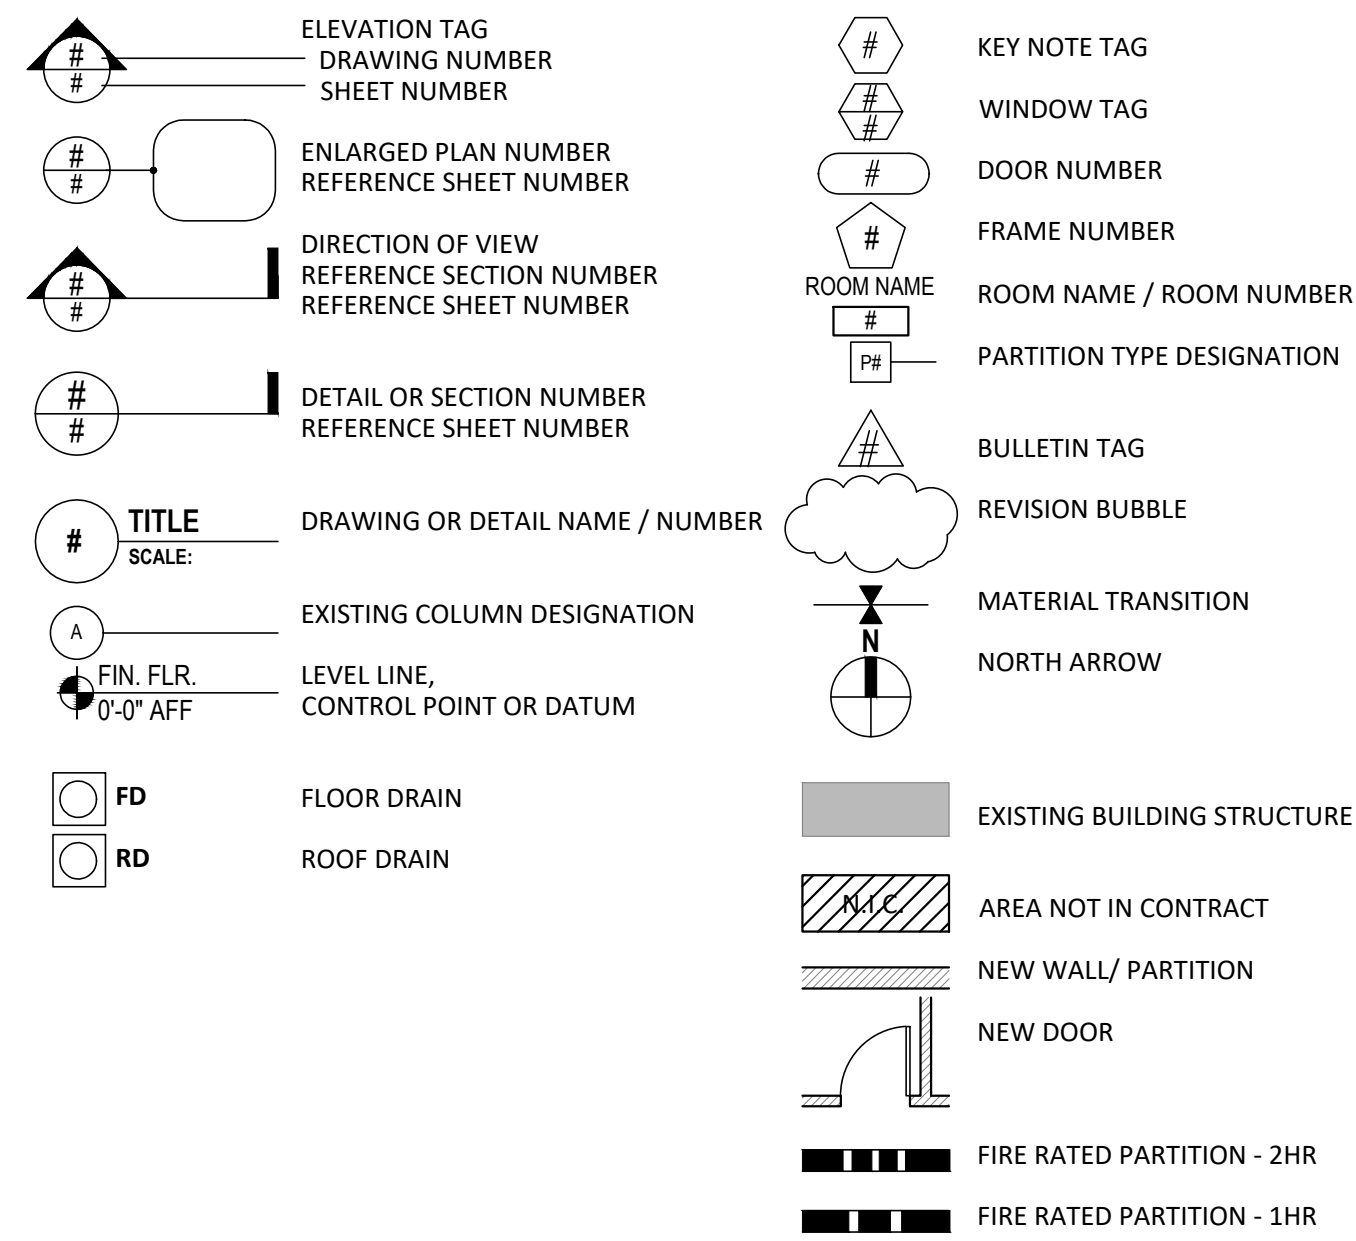 ELEVATION TAG
# DRAWING NUMBER
# SHEET NUMBER
# ENLARGED PLAN NUMBER
# REFERENCE SHEET NUMBER
DIRECTION OF VIEW
# REFERENCE SECTION NUMBER
# REFERENCE SHEET NUMBER
# DETAIL OR SECTION NUMBER
# REFERENCE SHEET NUMBER
# TITLE DRAWING OR DETAIL NAME / NUMBER
SCALE:
A EXISTING COLUMN DESIGNATION
FIN. FLR. LEVEL LINE,
0'-0" AFF CONTROL POINT OR DATUM
FD FLOOR DRAIN
RD ROOF DRAIN
# KEY NOTE TAG
# WINDOW TAG
#
# DOOR NUMBER
# FRAME NUMBER
ROOM NAME ROOM NAME / ROOM NUMBER
#
P# PARTITION TYPE DESIGNATION
# BULLETIN TAG
REVISION BUBBLE
MATERIAL TRANSITION
N NORTH ARROW
EXISTING BUILDING STRUCTURE
N.I.C. AREA NOT IN CONTRACT
NEW WALL/ PARTITION
NEW DOOR
FIRE RATED PARTITION - 2HR
FIRE RATED PARTITION - 1HR